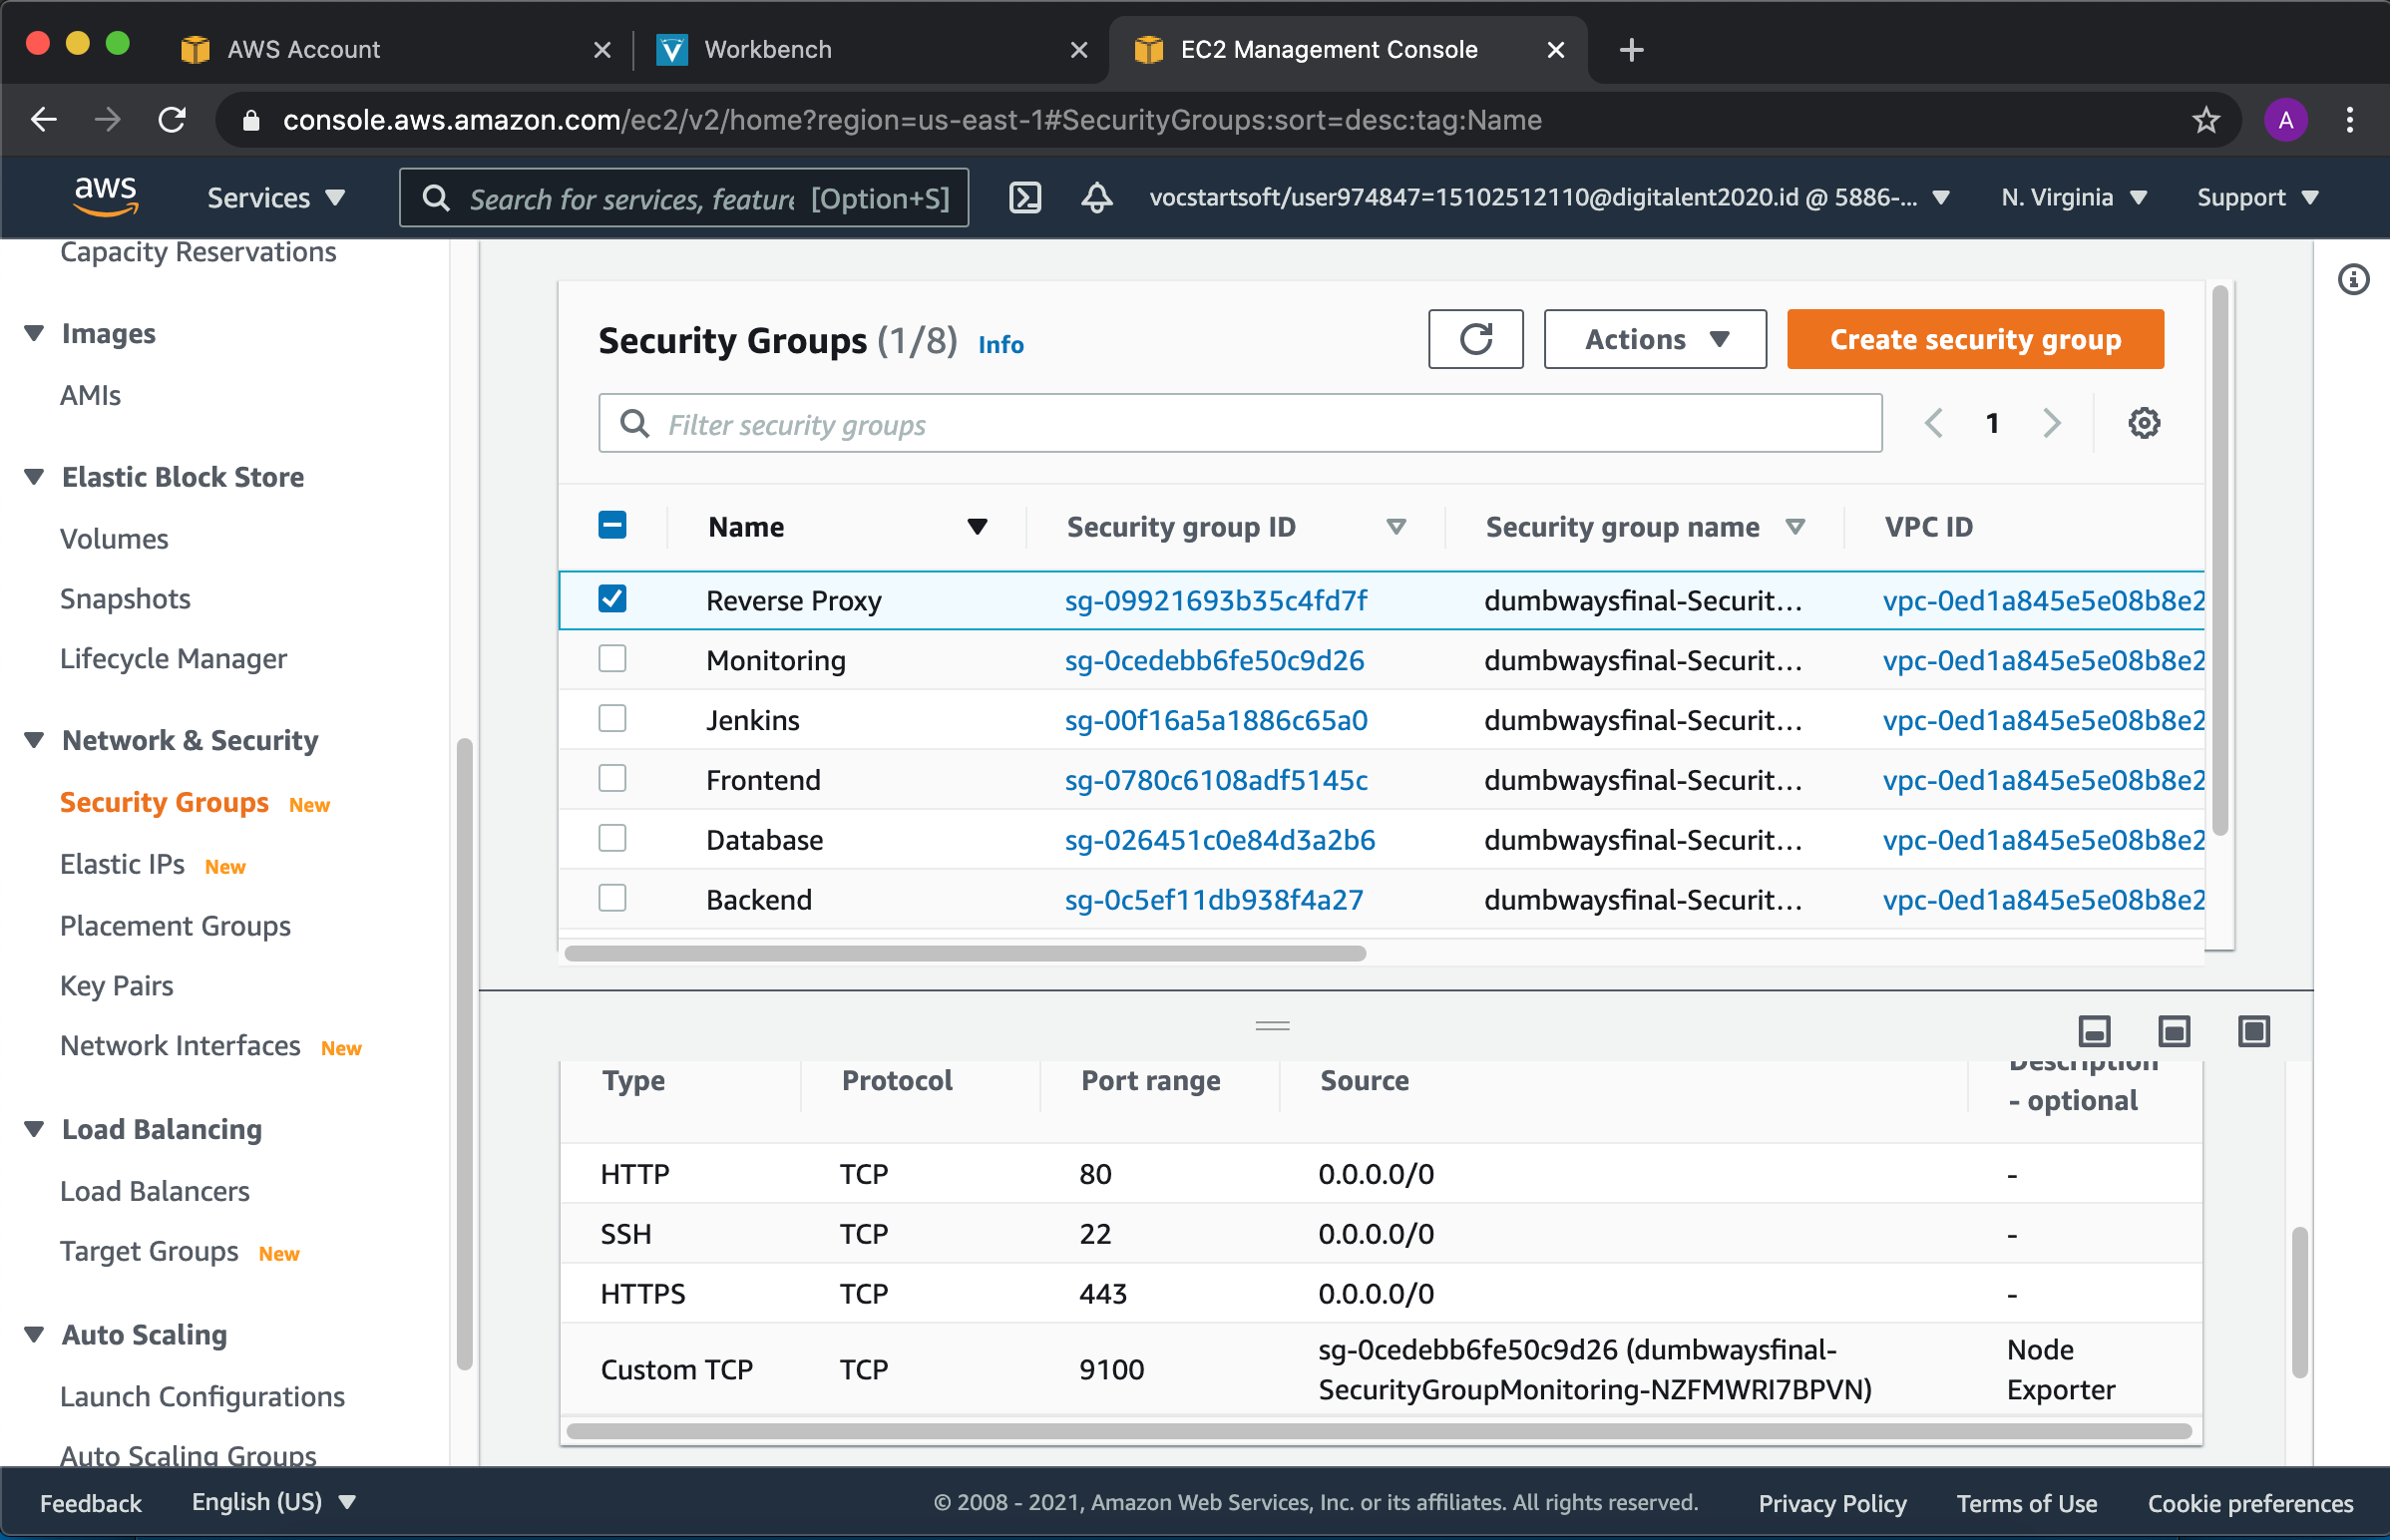 AWS Account
Workbench
EC2 Management Console
console.aws.amazon.com/ec2/v2/home?region=us-east-1#SecurityGroups:sort=desc:tag:Name
A
aws
Services
Search for services, feature [Option+S]
vocstartsoft/user974847=15102512110@digitalent2020.id @ 5886-...
N. Virginia
Support
Capacity Reservations
Images
AMIs
Elastic Block Store
Volumes
Snapshots
Lifecycle Manager
Network & Security
Security Groups New
Elastic IPs New
Placement Groups
Key Pairs
Network Interfaces New
Load Balancing
Load Balancers
Target Groups New
Auto Scaling
Launch Configurations
Auto Scaling Groups
Security Groups (1/8) Info
Actions
Create security group
Filter security groups
1
Name Security group ID Security group name VPC ID
Reverse Proxy sg-09921693b35c4fd7f dumbwaysfinal-Securit... vpc-0ed1a845e5e08b8e2
Monitoring sg-0cedebb6fe50c9d26 dumbwaysfinal-Securit... vpc-0ed1a845e5e08b8e2
Jenkins sg-00f16a5a1886c65a0 dumbwaysfinal-Securit... vpc-0ed1a845e5e08b8e2
Frontend sg-0780c6108adf5145c dumbwaysfinal-Securit... vpc-0ed1a845e5e08b8e2
Database sg-026451c0e84d3a2b6 dumbwaysfinal-Securit... vpc-0ed1a845e5e08b8e2
Backend sg-0c5ef11db938f4a27 dumbwaysfinal-Securit... vpc-0ed1a845e5e08b8e2
Type Protocol Port range Source Description
- optional
HTTP TCP 80 0.0.0.0/0 -
SSH TCP 22 0.0.0.0/0 -
HTTPS TCP 443 0.0.0.0/0 -
Custom TCP TCP 9100 sg-0cedebb6fe50c9d26 (dumbwaysfinal-
SecurityGroupMonitoring-NZFMWRI7BPVN) Node
Exporter
Feedback
English (US)
© 2008 - 2021, Amazon Web Services, Inc. or its affiliates. All rights reserved.
Privacy Policy
Terms of Use
Cookie preferences